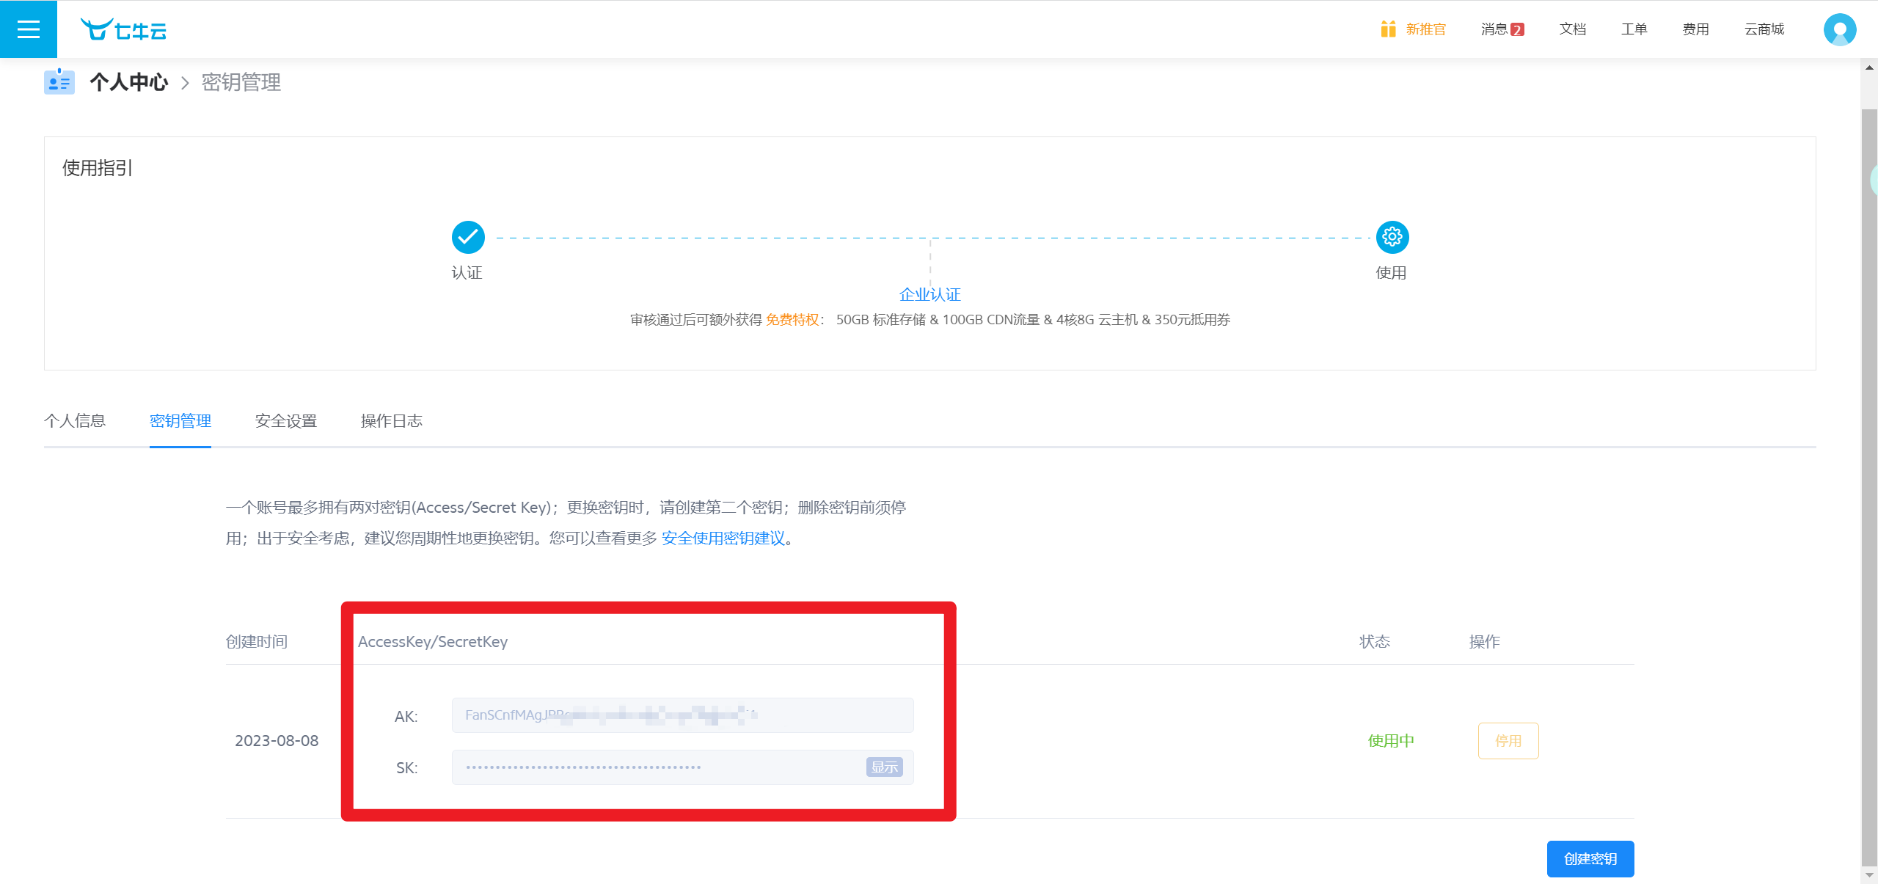 七牛云
新推官
消息 2
文档
工单
费用
云商城
个人中心 > 密钥管理
使用指引
认证
使用
企业认证
审核通过后可额外获得 免费特权： 50GB 标准存储 & 100GB CDN流量 & 4核8G 云主机 & 350元抵用券
个人信息
密钥管理
安全设置
操作日志
一个账号最多拥有两对密钥(Access/Secret Key)；更换密钥时，请创建第二个密钥；删除密钥前须停
用；出于安全考虑，建议您周期性地更换密钥。您可以查看更多 安全使用密钥建议。
创建时间
AccessKey/SecretKey
状态
操作
2023-08-08
AK:
SK:
显示
使用中
停用
创建密钥